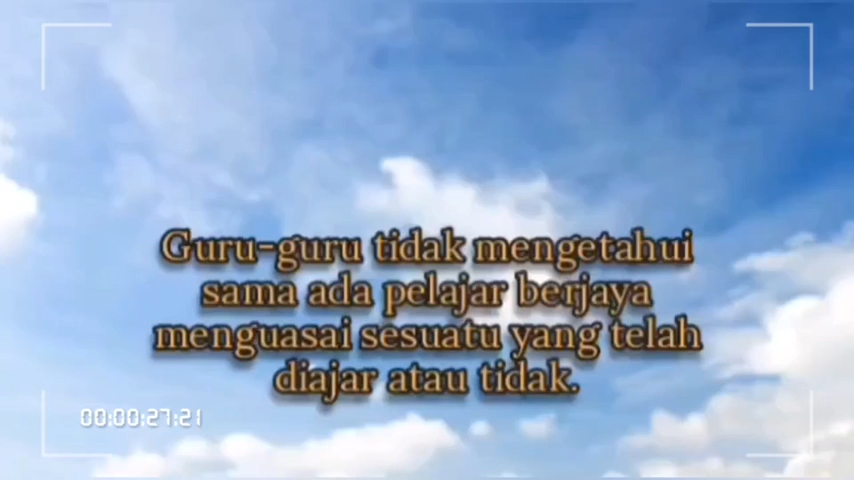 Guru-guru tidak mengetahui
sama ada pelajar berjaya
menguasai sesuatu yang telah
diajar atau tidak.
00:00:27:21